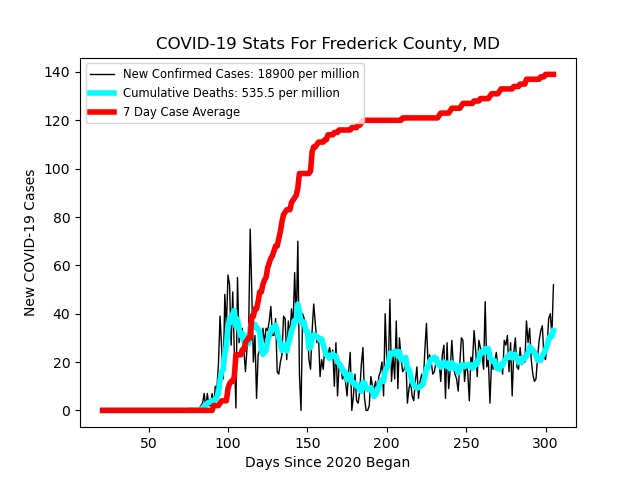 COVID-19 Stats For Frederick County, MD
New Confirmed Cases: 18900 per million
Cumulative Deaths: 535.5 per million
7 Day Case Average
New COVID-19 Cases
140
120
100
80
60
40
20
0
50
100
150
200
250
300
Days Since 2020 Began